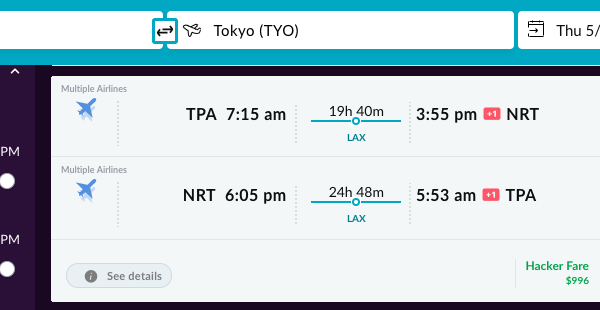 Tokyo (TYO)
Thu 5/
Multiple Airlines
TPA 7:15 am
19h 40m
LAX
3:55 pm +1 NRT
PM
Multiple Airlines
NRT 6:05 pm
24h 48m
LAX
5:53 am +1 TPA
PM
See details
Hacker Fare
$996